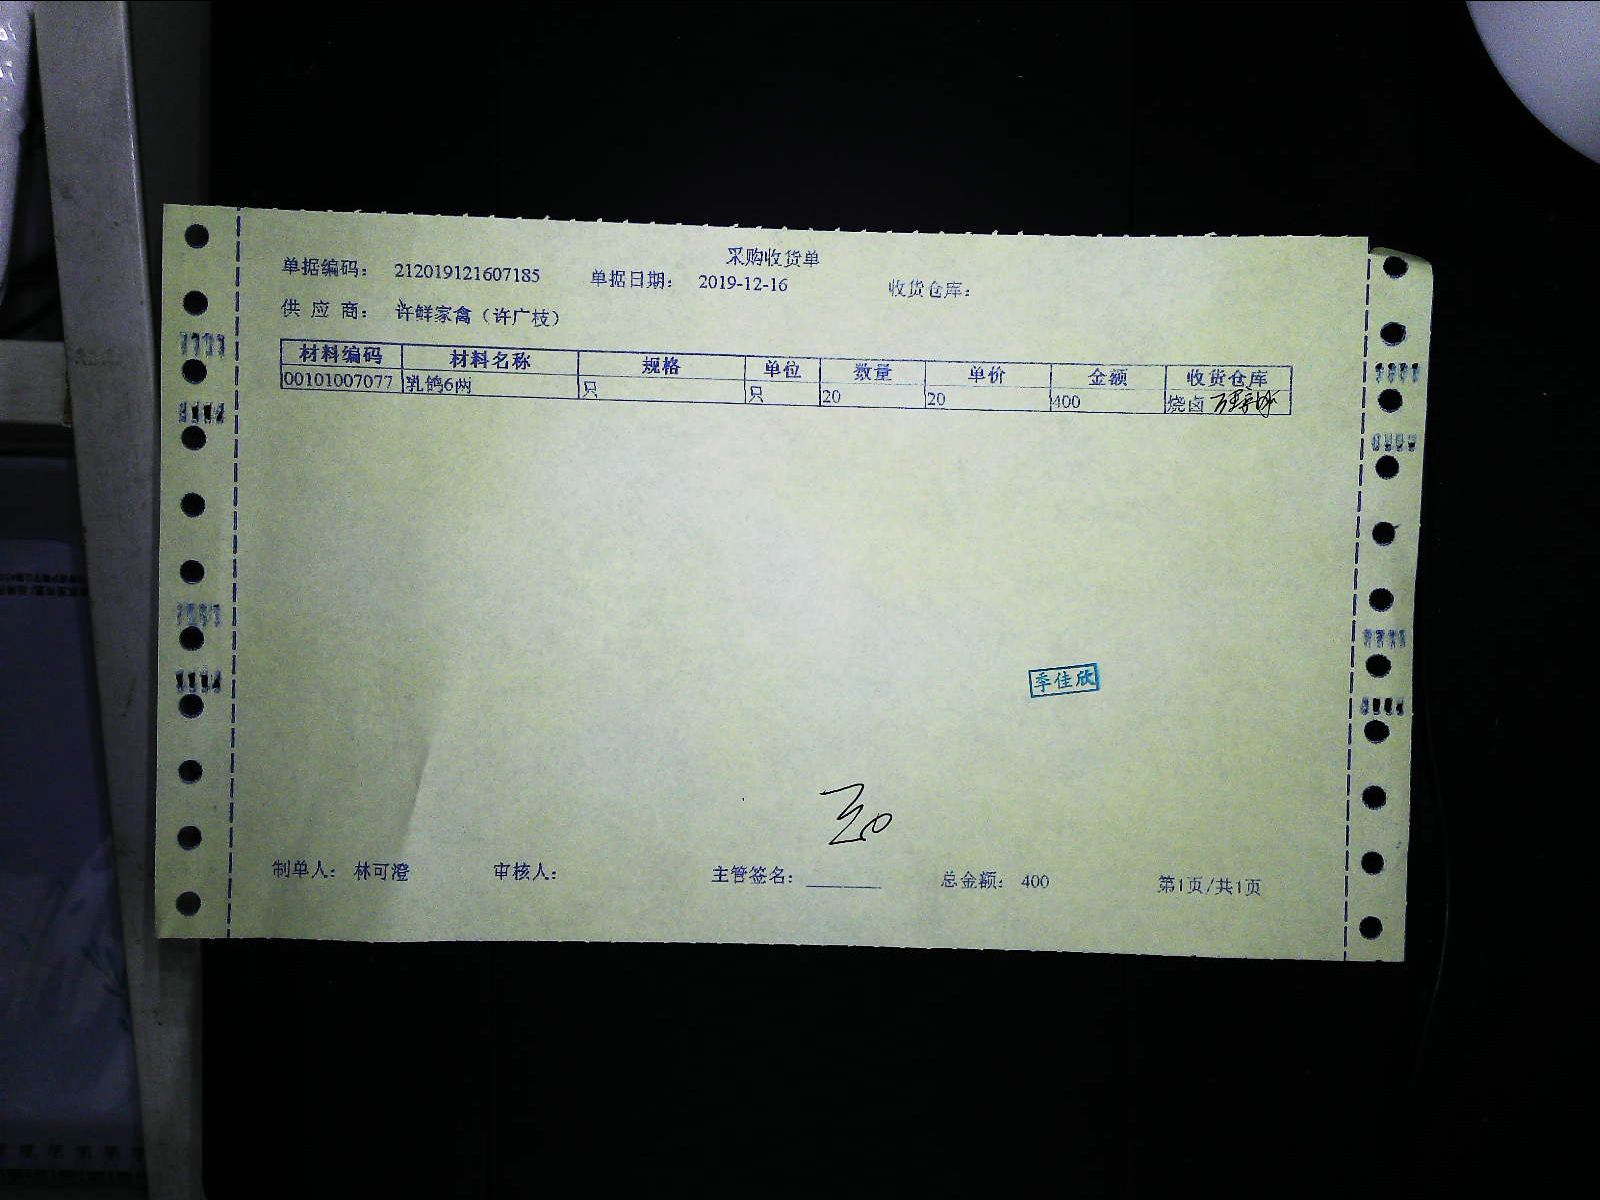 采购收货单
单据编码： 212019121607185 单据日期： 2019-12-16 收货仓库：
供 应 商： 许鲜家禽（许广枝）
材料编码 材料名称 规格 单位 数量 单价 金额 收货仓库
00101007077 乳鸽6两 只 只 20 20 400 烧卤
季佳欣
制单人： 林可澄 审核人： 主管签名： ________ 总金额： 400 第1页/共1页